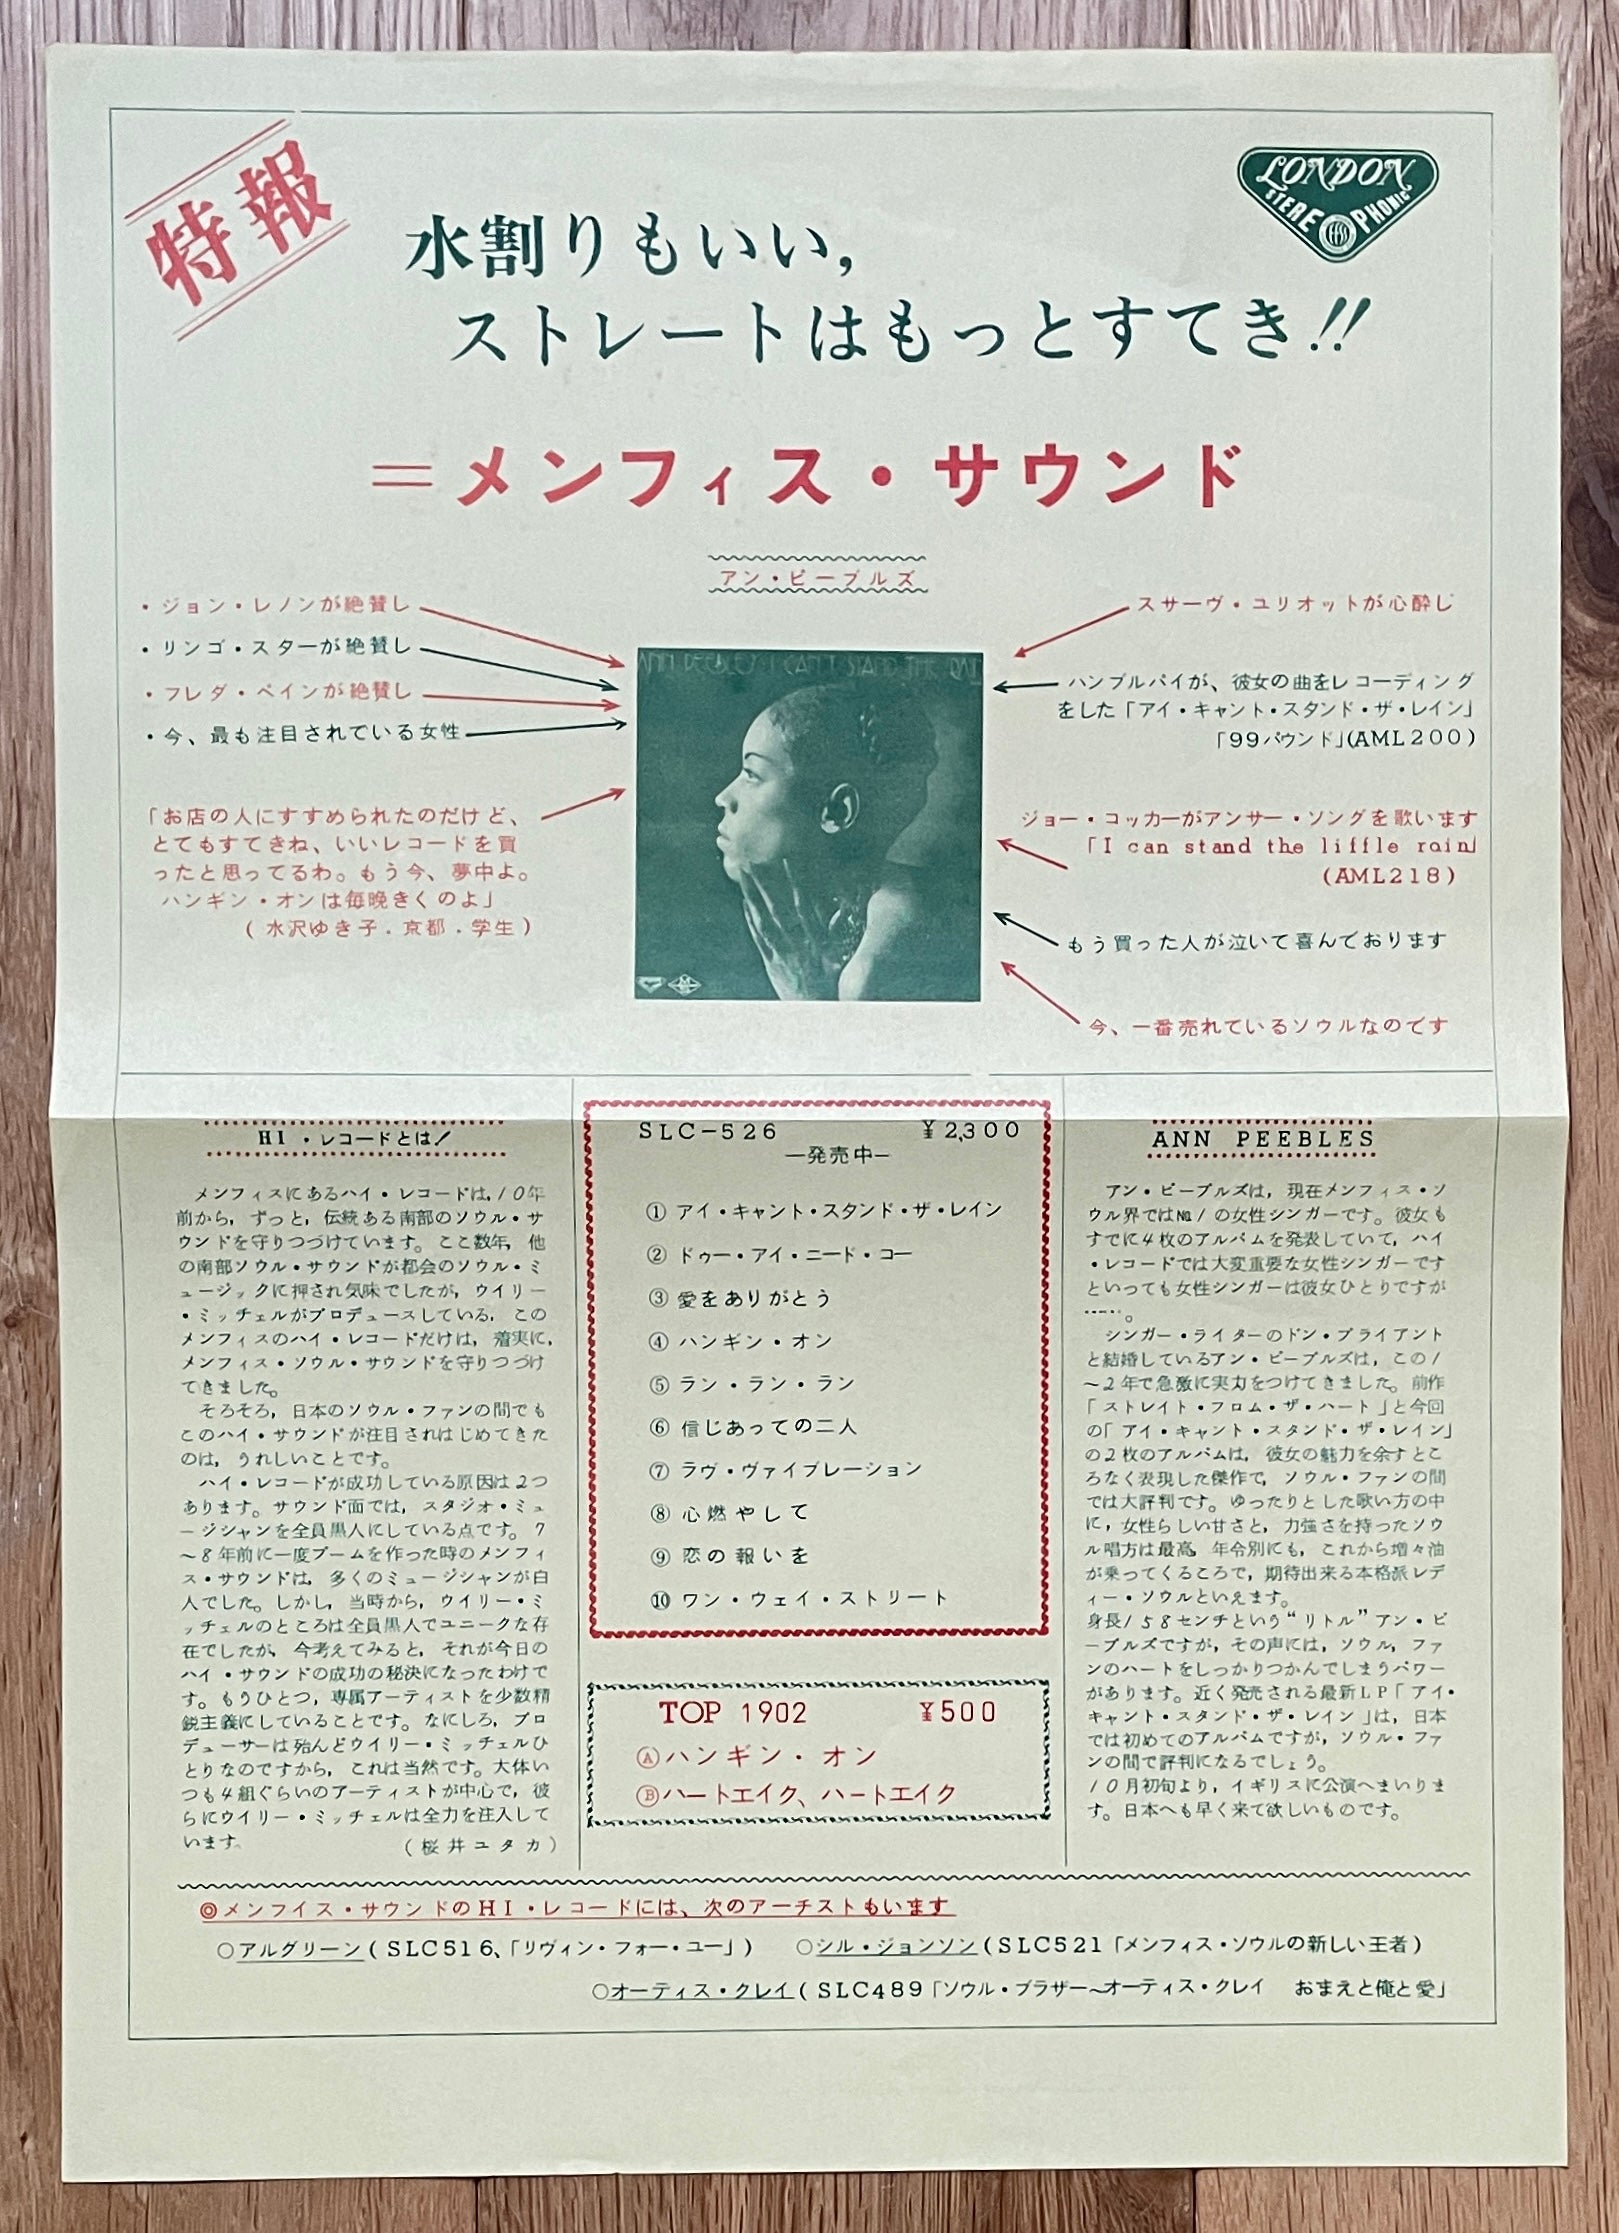 特報
LONDON
STEREOPHONIC
水割りもいい,
ストレートはもっとすてき!!
=メンフィス・サウンド
アン・ピーブルズ
・ジョン・レノンが絶賛し
・リンゴ・スターが絶賛し
・フレダ・ペインが絶賛し
・今、最も注目されている女性
「お店の人にすすめられたのだけど、
とてもすてきね、いいレコードを買
ったと思ってるわ。もう今、夢中よ。
ハンギン・オンは毎晩きくのよ」
(水沢ゆき子.京都.学生)
ANN PEEBLES I CAN'T STAND THE RAIN
スサーヴ・ユリオットが心酔し
ハンブルパイが、彼女の曲をレコーディング
をした「アイ・キャント・スタンド・ザ・レイン」
「99パウンド」(AML200)
ジョー・コッカーがアンサー・ソングを歌います
「I can stand the liffle rain」
(AML218)
もう買った人が泣いて喜んでおります
今、一番売れているソウルなのです
HI・レコードとは!
メンフィスにあるハイ・レコードは,10年
前から,ずっと,伝統ある南部のソウル・サ
ウンドを守りつづけています。ここ数年,他
の南部ソウル・サウンドが都会のソウル・ミ
ュージックに押され気味でしたが,ウイリー
・ミッチェルがプロデュースしている,この
メンフィスのハイ・レコードだけは,着実に,
メンフィス・ソウル・サウンドを守りつづけ
てきました。
そろそろ,日本のソウル・ファンの間でも
このハイ・サウンドが注目されはじめてきた
のは,うれしいことです。
ハイ・レコードが成功している原因は2つ
あります。サウンド面では,スタジオ・ミュ
ージシャンを全員黒人にしている点です。7
~8年前に一度ブームを作った時のメンフィ
ス・サウンドは,多くのミュージシャンが白
人でした。しかし,当時から,ウイリー・ミ
ッチェルのところは全員黒人でユニークな存
在でしたが,今考えてみると,それが今日の
ハイ・サウンドの成功の秘決になったわけで
す。もうひとつ,専属アーティストを少数精
鋭主義にしていることです。なにしろ,プロ
デューサーは殆んどウイリー・ミッチェルひ
とりなのですから,これは当然です。大体い
つも4組ぐらいのアーティストが中心で,彼
らにウイリー・ミッチェルは全力を注入して
います。
(桜井ユタカ)
SLC-526 ¥2,300
—発売中—
① アイ・キャント・スタンド・ザ・レイン
② ドゥー・アイ・ニード・ユー
③ 愛をありがとう
④ ハンギン・オン
⑤ ラン・ラン・ラン
⑥ 信じあっての二人
⑦ ラヴ・ヴァイブレーション
⑧ 心燃やして
⑨ 恋の報いを
⑩ ワン・ウェイ・ストリート
TOP 1902 ¥500
Ⓐハンギン・オン
Ⓑハートエイク、ハートエイク
ANN PEEBLES
アン・ピーブルズは,現在メンフィス・ソ
ウル界では№1の女性シンガーです。彼女も
すでに4枚のアルバムを発表していて,ハイ
・レコードでは大変重要な女性シンガーです
といっても女性シンガーは彼女ひとりですが
……。
シンガー・ライターのドン・ブライアント
と結婚しているアン・ピーブルズは,この1
~2年で急激に実力をつけてきました。前作
「ストレイト・フロム・ザ・ハート」と今回
の「アイ・キャント・スタンド・ザ・レイン」
の2枚のアルバムは,彼女の魅力を余すとこ
ろなく表現した傑作で,ソウル・ファンの間
では大評判です。ゆったりとした歌い方の中
に,女性らしい甘さと,力強さを持ったソウ
ル唱方は最高,年令別にも,これから増々油
が乗ってくるころで,期待出来る本格派レデ
ィー・ソウルといえます。
身長158センチという“リトル”アン・ピ
ーブルズですが,その声には,ソウル,ファ
ンのハートをしっかりつかんでしまうパワー
があります。近く発売される最新LP「アイ・
キャント・スタンド・ザ・レイン」は,日本
では初めてのアルバムですが,ソウル・ファ
ンの間で評判になるでしょう。
10月初旬より,イギリスに公演へまいりま
す。日本へも早く来て欲しいものです。
◎メンフイス・サウンドのHI・レコードには、次のアーチストもいます
○アルグリーン(SLC516、「リヴィン・フォー・ユー」)
○シル・ジョンソン(SLC521「メンフィス・ソウルの新しい王者)
○オーティス・クレイ(SLC489「ソウル・ブラザー~オーティス・クレイ おまえと俺と愛」